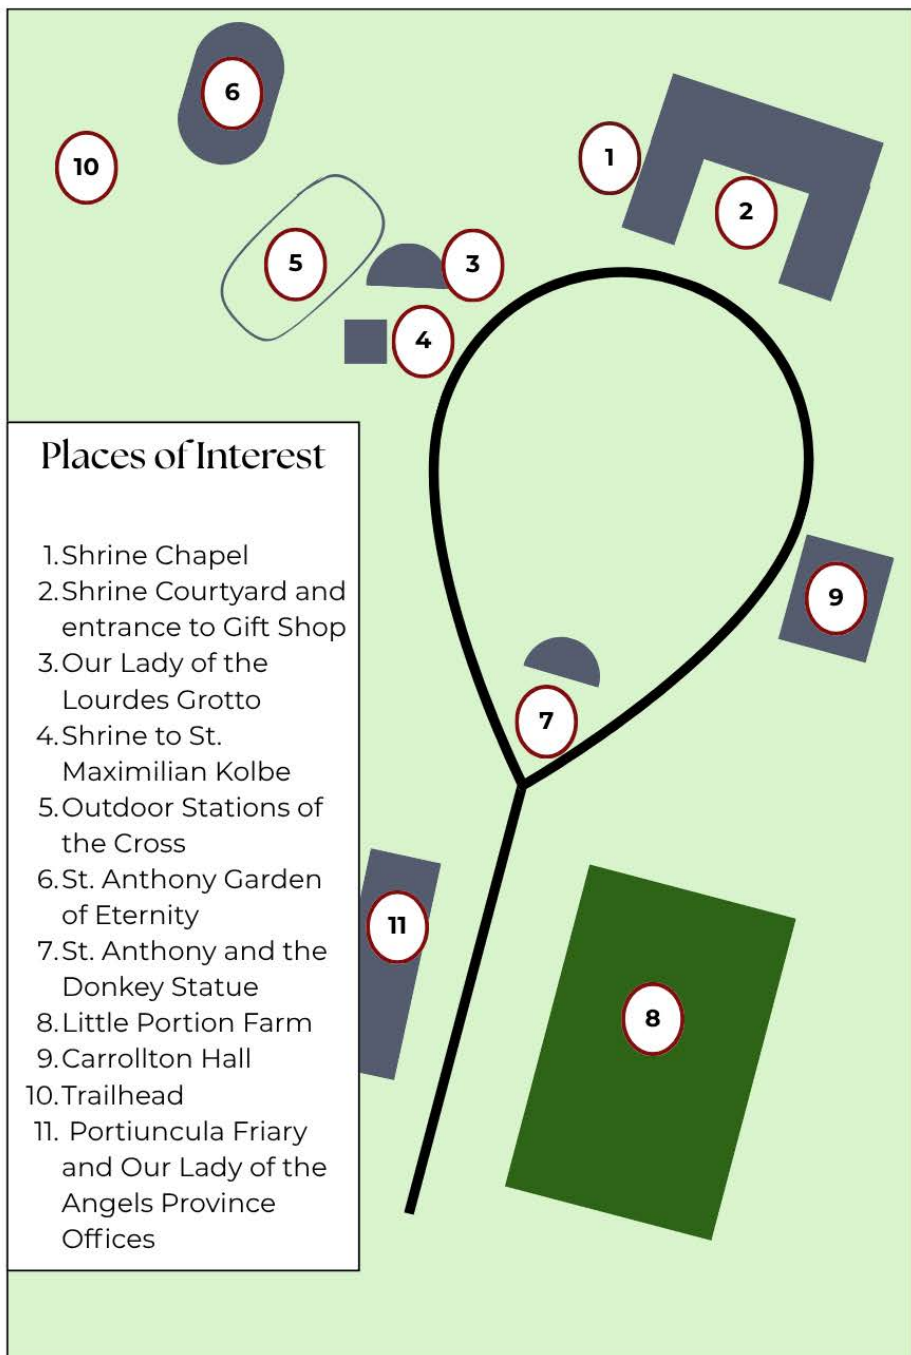 6
10
1
2
5
3
4
Places of Interest
1. Shrine Chapel
2. Shrine Courtyard and
entrance to Gift Shop
3. Our Lady of the
Lourdes Grotto
4. Shrine to St.
Maximilian Kolbe
5. Outdoor Stations of
the Cross
6. St. Anthony Garden
of Eternity
7. St. Anthony and the
Donkey Statue
8. Little Portion Farm
9. Carrollton Hall
10. Trailhead
11. Portiuncula Friary
and Our Lady of the
Angels Province
Offices
9
7
11
8